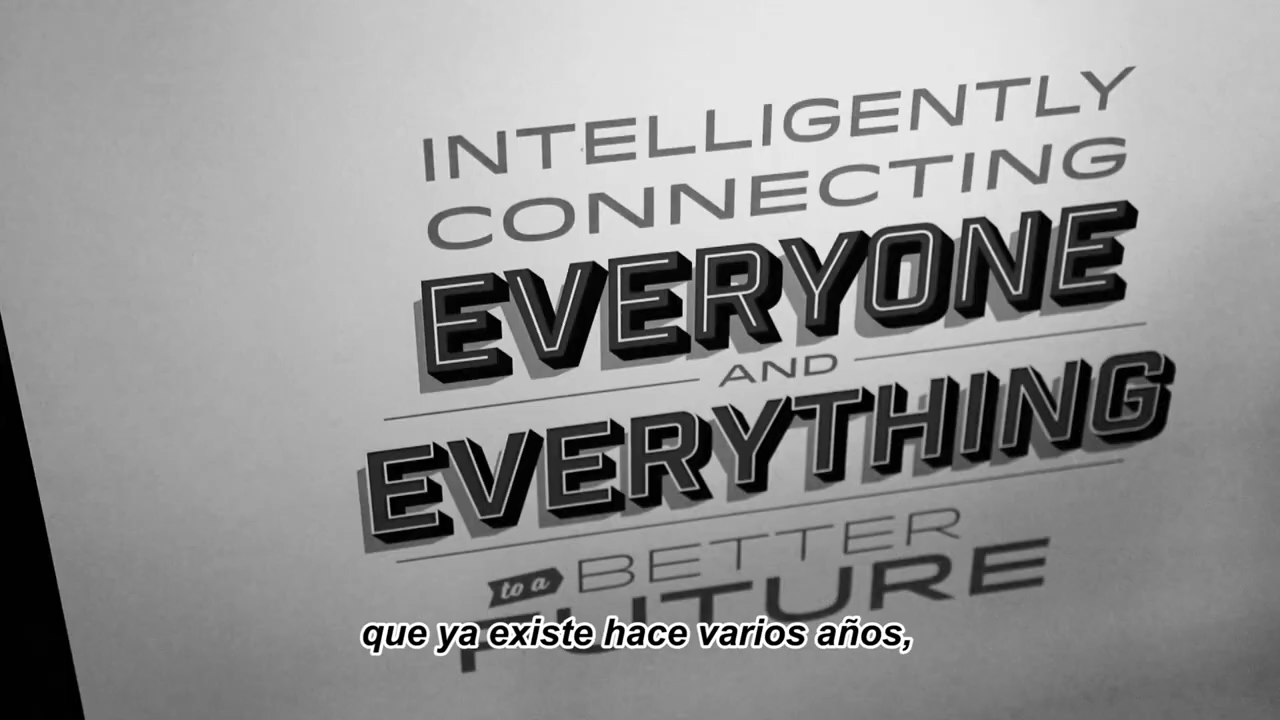 INTELLIGENTLY
CONNECTING
EVERYONE
AND
EVERYTHING
to a BETTER
FUTURE
que ya existe hace varios años,